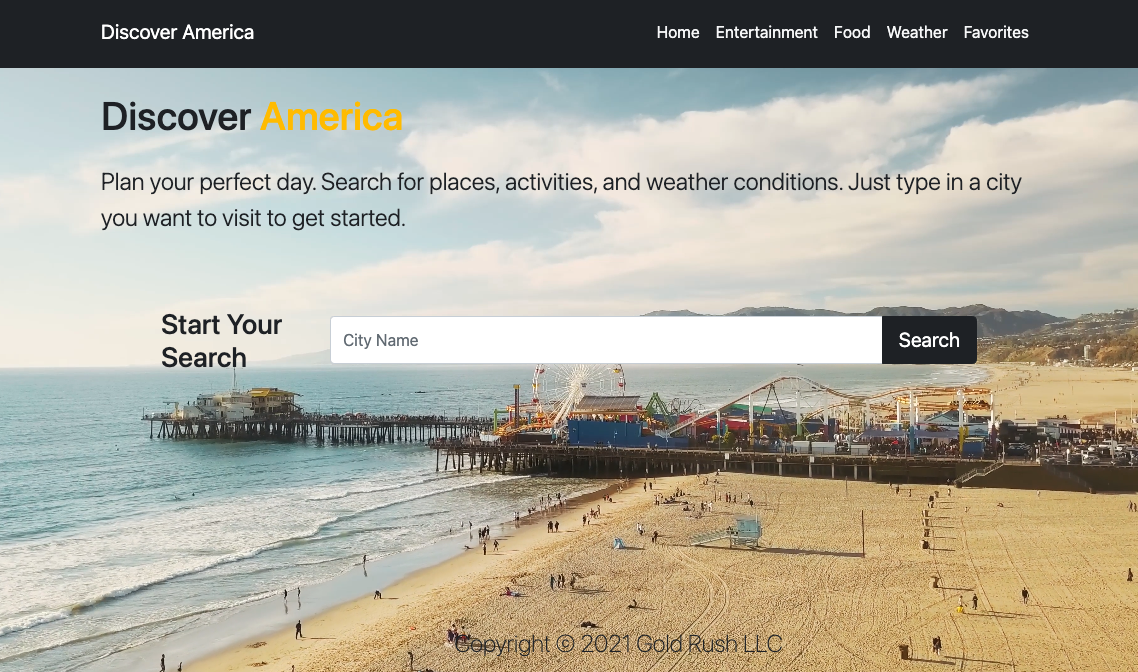 Discover America
Home Entertainment Food Weather Favorites
Discover America
Plan your perfect day. Search for places, activities, and weather conditions. Just type in a city
you want to visit to get started.
Start Your
Search
City Name
Search
Copyright © 2021 Gold Rush LLC